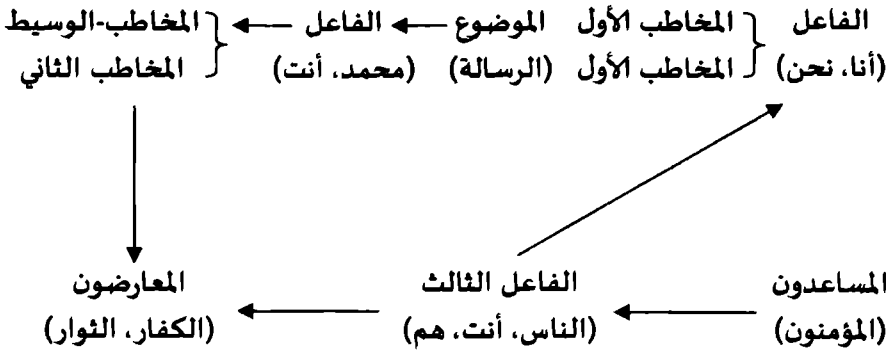 الفاعل المخاطب الأول الموضوع الفاعل المخاطب-الوسيط
(أنا، نحن) المخاطب الأول (الرسالة) (محمد، أنت) المخاطب الثاني
المساعدون الفاعل الثالث المعارضون
(المؤمنون) (الناس، أنت، هم) (الكفار، الثوار)